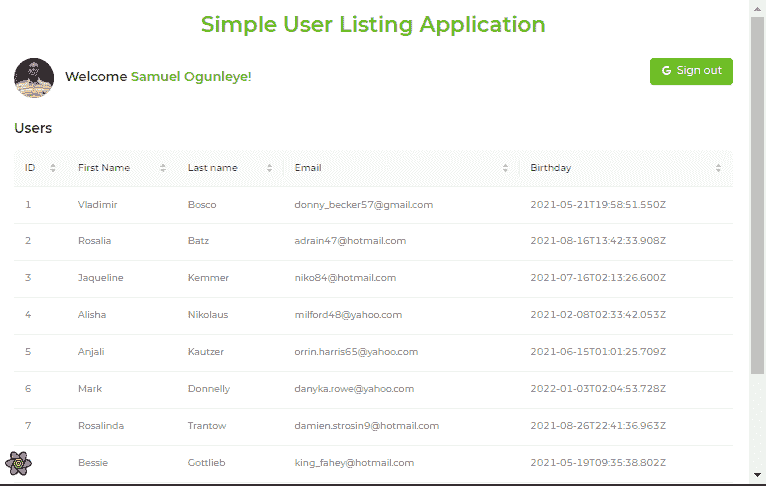 Simple User Listing Application
Welcome Samuel Ogunleye!
G Sign out
Users
ID First Name Last name Email Birthday
1 Vladimir Bosco donny_becker57@gmail.com 2021-05-21T19:58:51.550Z
2 Rosalia Batz adrain47@hotmail.com 2021-08-16T13:42:33.908Z
3 Jaqueline Kemmer niko84@hotmail.com 2021-07-16T02:13:26.600Z
4 Alisha Nikolaus milford48@yahoo.com 2021-02-08T02:33:42.053Z
5 Anjali Kautzer orrin.harris65@yahoo.com 2021-06-15T01:01:25.709Z
6 Mark Donnelly danyka.rowe@yahoo.com 2022-01-03T02:04:53.728Z
7 Rosalinda Trantow damien.strosin9@hotmail.com 2021-08-26T22:41:36.963Z
Bessie Gottlieb king_fahey@hotmail.com 2021-05-19T09:35:38.802Z